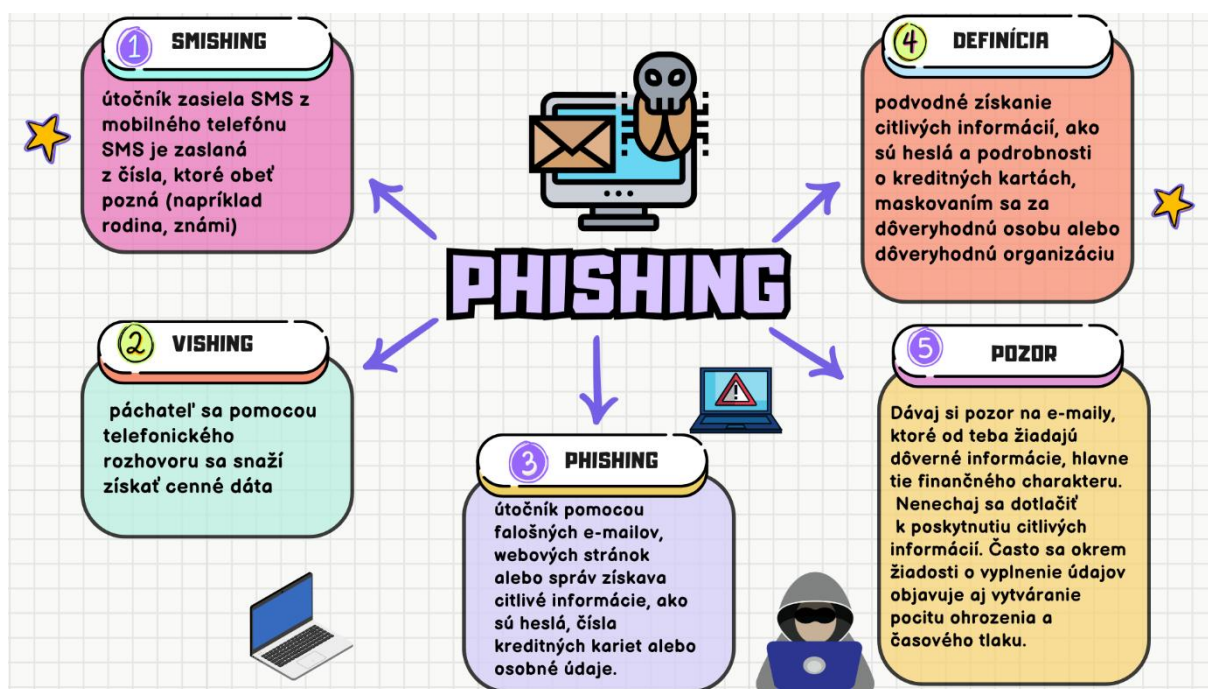 1 SMISHING
útočník zasiela SMS z
mobilného telefónu
SMS je zaslaná
z čísla, ktoré obeť
pozná (napríklad
rodina, známi)
PHISHING
4 DEFINÍCIA
podvodné získanie
citlivých informácií, ako
sú heslá a podrobnosti
o kreditných kartách,
maskovaním sa za
dôveryhodnú osobu alebo
dôveryhodnú organizáciu
2 VISHING
páchateľ sa pomocou
telefonického
rozhovoru sa snaží
získať cenné dáta
3 PHISHING
útočník pomocou
falošných e-mailov,
webových stránok
alebo správ získava
citlivé informácie, ako
sú heslá, čísla
kreditných kariet alebo
osobné údaje.
5 POZOR
Dávaj si pozor na e-maily,
ktoré od teba žiadajú
dôverné informácie, hlavne
tie finančného charakteru.
Nenechaj sa dotlačiť
k poskytnutiu citlivých
informácií. Často sa okrem
žiadosti o vyplnenie údajov
objavuje aj vytváranie
pocitu ohrozenia a
časového tlaku.